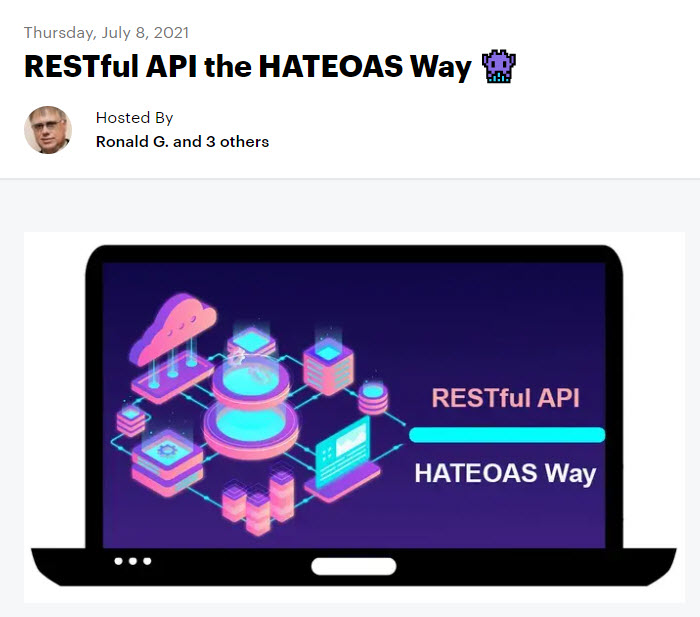 Thursday, July 8, 2021
RESTful API the HATEOAS Way 👾
Hosted By
Ronald G. and 3 others
RESTful API
HATEOAS Way